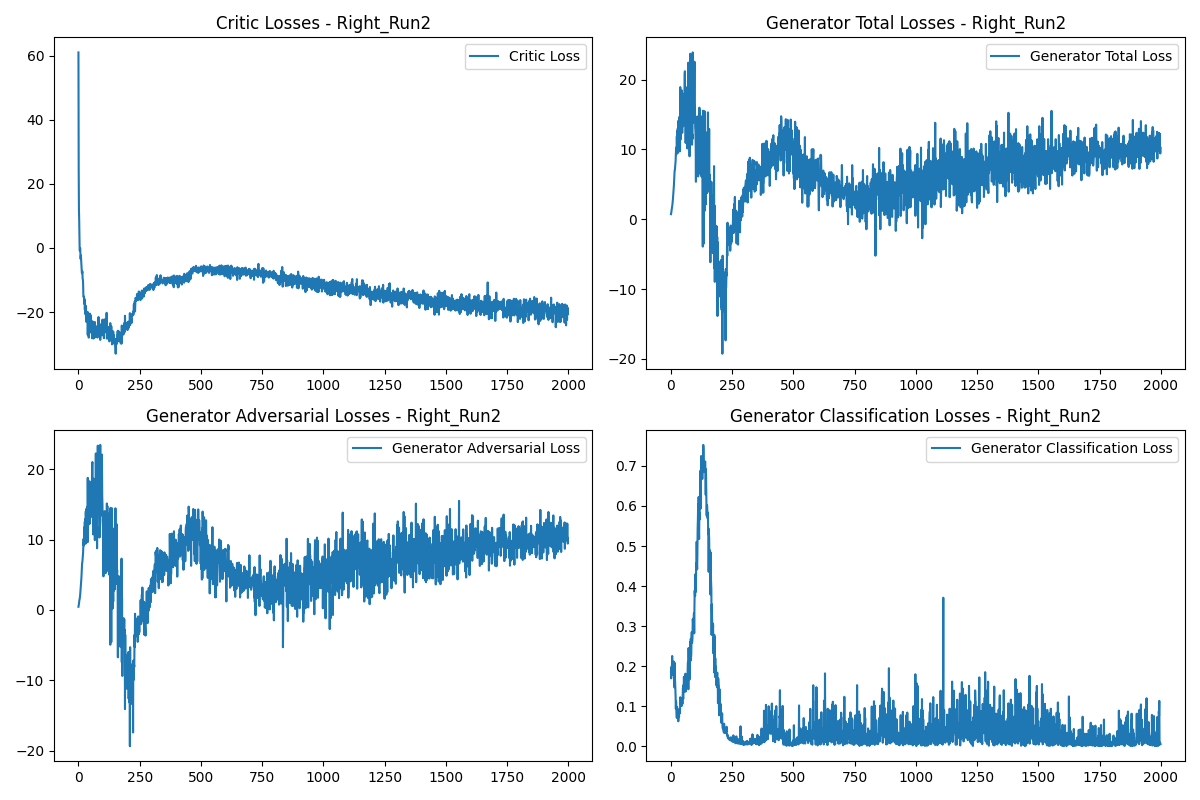 Critic Losses - Right_Run2
Critic Loss
60
40
20
0
−20
0 250 500 750 1000 1250 1500 1750 2000
Generator Total Losses - Right_Run2
Generator Total Loss
20
10
0
−10
−20
0 250 500 750 1000 1250 1500 1750 2000
Generator Adversarial Losses - Right_Run2
Generator Adversarial Loss
20
10
0
−10
−20
0 250 500 750 1000 1250 1500 1750 2000
Generator Classification Losses - Right_Run2
Generator Classification Loss
0.7
0.6
0.5
0.4
0.3
0.2
0.1
0.0
0 250 500 750 1000 1250 1500 1750 2000